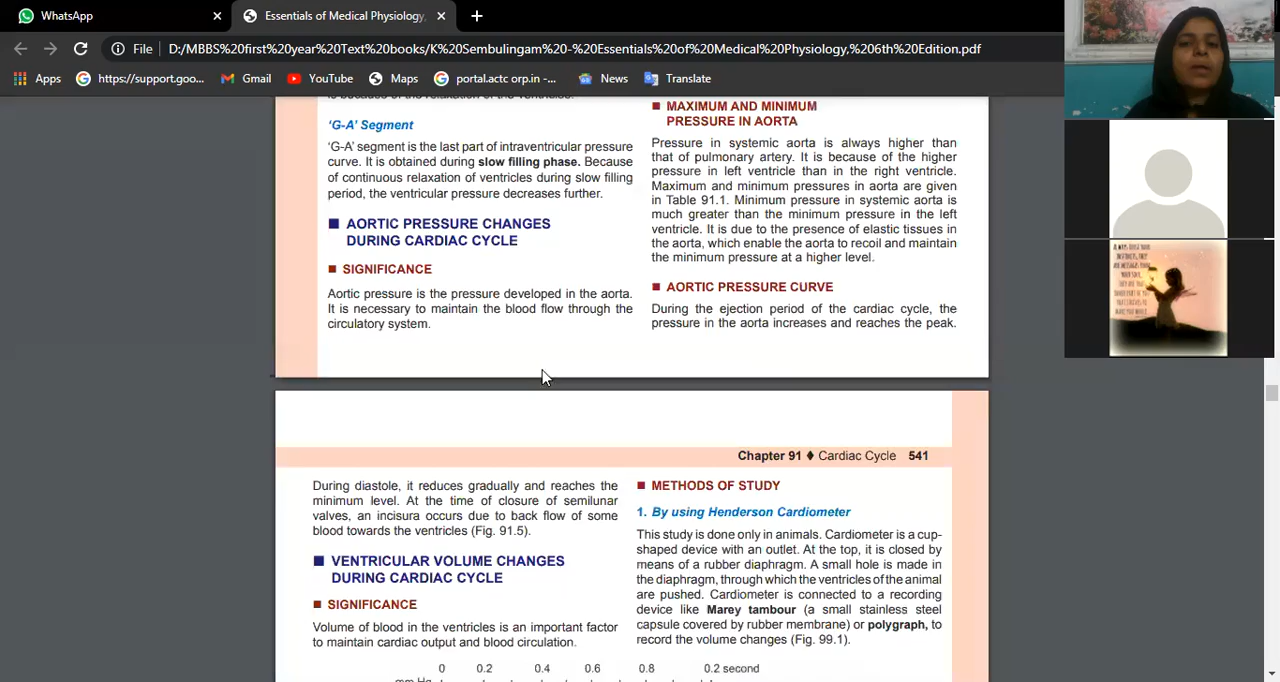 WhatsApp
Essentials of Medical Physiology,
File
D:/MBBS%20first%20year%20Text%20books/K%20Sembulingam%20-%20Essentials%20of%20Medical%20Physiology,%206th%20Edition.pdf
Apps
https://support.goo...
Gmail
YouTube
Maps
portal.actc orp.in -...
News
Translate
'G-A' Segment
'G-A' segment is the last part of intraventricular pressure
curve. It is obtained during slow filling phase. Because
of continuous relaxation of ventricles during slow filling
period, the ventricular pressure decreases further.
AORTIC PRESSURE CHANGES
DURING CARDIAC CYCLE
SIGNIFICANCE
Aortic pressure is the pressure developed in the aorta.
It is necessary to maintain the blood flow through the
circulatory system.
MAXIMUM AND MINIMUM
PRESSURE IN AORTA
Pressure in systemic aorta is always higher than
that of pulmonary artery. It is because of the higher
pressure in left ventricle than in the right ventricle.
Maximum and minimum pressures in aorta are given
in Table 91.1. Minimum pressure in systemic aorta is
much greater than the minimum pressure in the left
ventricle. It is due to the presence of elastic tissues in
the aorta, which enable the aorta to recoil and maintain
the minimum pressure at a higher level.
AORTIC PRESSURE CURVE
During the ejection period of the cardiac cycle, the
pressure in the aorta increases and reaches the peak.
Chapter 91 ♦ Cardiac Cycle 541
During diastole, it reduces gradually and reaches the
minimum level. At the time of closure of semilunar
valves, an incisura occurs due to back flow of some
blood towards the ventricles (Fig. 91.5).
VENTRICULAR VOLUME CHANGES
DURING CARDIAC CYCLE
SIGNIFICANCE
Volume of blood in the ventricles is an important factor
to maintain cardiac output and blood circulation.
METHODS OF STUDY
1. By using Henderson Cardiometer
This study is done only in animals. Cardiometer is a cup-
shaped device with an outlet. At the top, it is closed by
means of a rubber diaphragm. A small hole is made in
the diaphragm, through which the ventricles of the animal
are pushed. Cardiometer is connected to a recording
device like Marey tambour (a small stainless steel
capsule covered by rubber membrane) or polygraph, to
record the volume changes (Fig. 99.1).
0 0.2 0.4 0.6 0.8 0.2 second
mm Hg